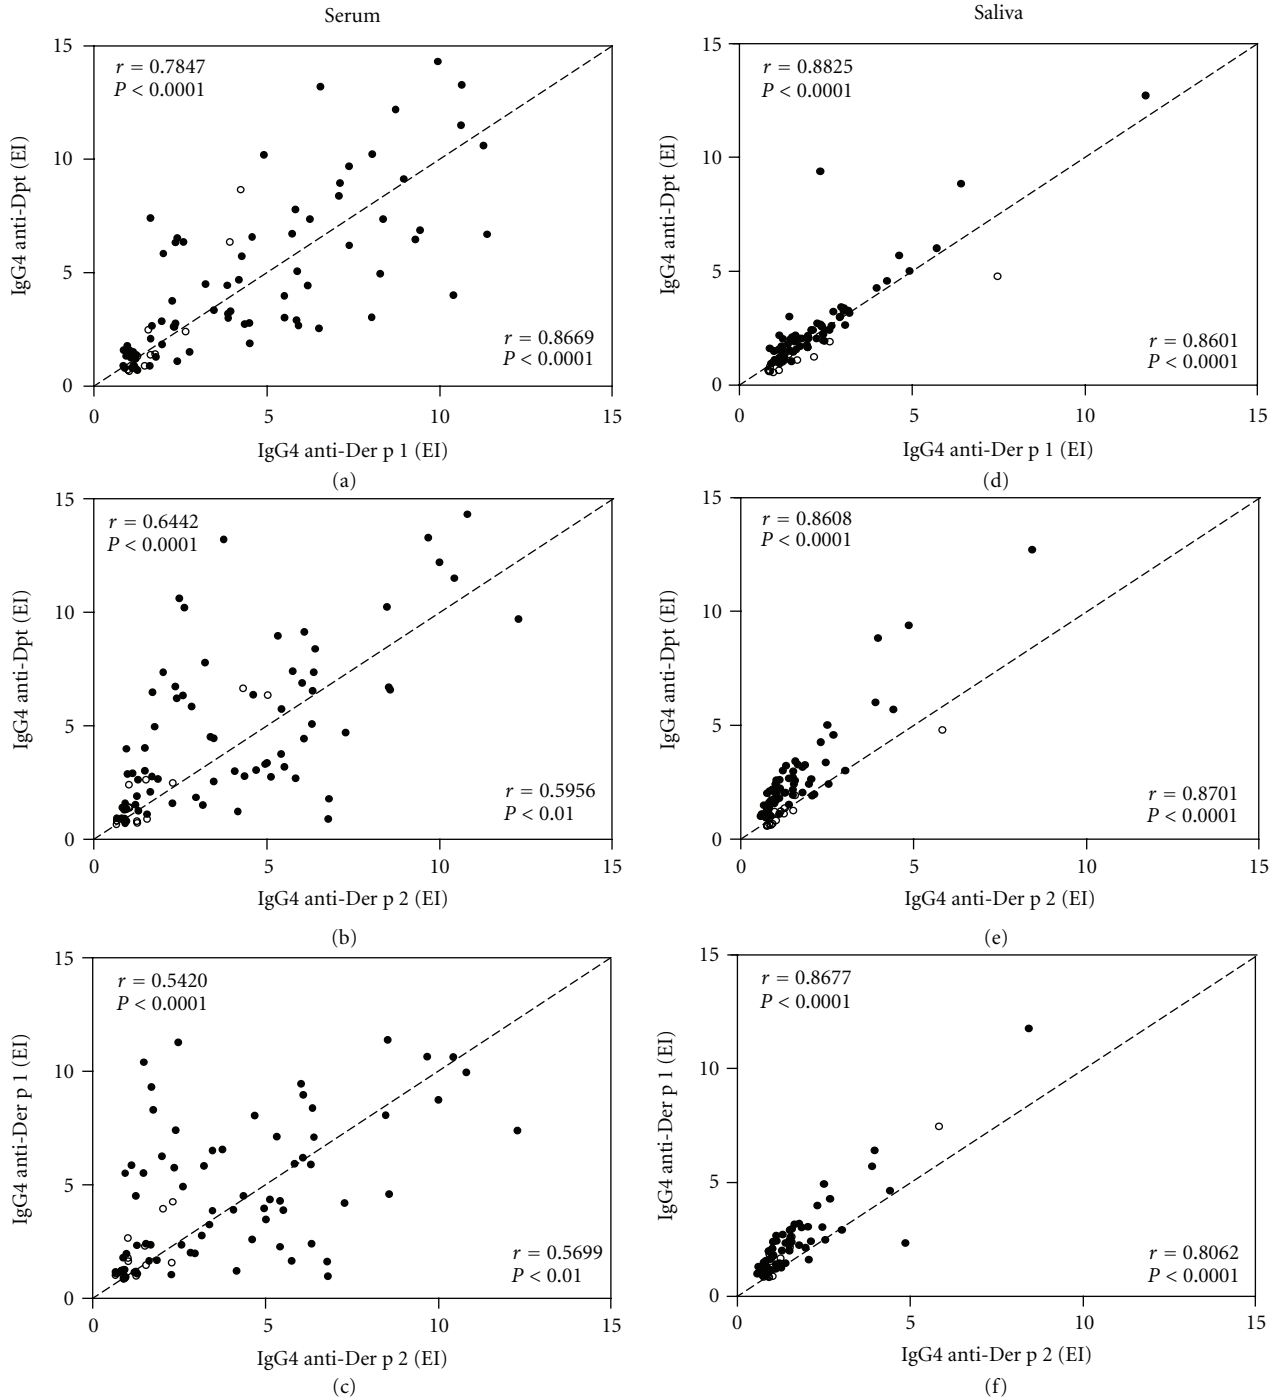 Serum
Saliva
15
10
5
0
IgG4 anti-Dpt (EI)
r = 0.7847
P < 0.0001
r = 0.8669
P < 0.0001
0 5 10 15
IgG4 anti-Der p 1 (EI)
(a)
15
10
5
0
IgG4 anti-Dpt (EI)
r = 0.8825
P < 0.0001
r = 0.8601
P < 0.0001
0 5 10 15
IgG4 anti-Der p 1 (EI)
(d)
15
10
5
0
IgG4 anti-Dpt (EI)
r = 0.6442
P < 0.0001
r = 0.5956
P < 0.01
0 5 10 15
IgG4 anti-Der p 2 (EI)
(b)
15
10
5
0
IgG4 anti-Dpt (EI)
r = 0.8608
P < 0.0001
r = 0.8701
P < 0.0001
0 5 10 15
IgG4 anti-Der p 2 (EI)
(e)
15
10
5
0
IgG4 anti-Der p 1 (EI)
r = 0.5420
P < 0.0001
r = 0.5699
P < 0.01
0 5 10 15
IgG4 anti-Der p 2 (EI)
(c)
15
10
5
0
IgG4 anti-Der p 1 (EI)
r = 0.8677
P < 0.0001
r = 0.8062
P < 0.0001
0 5 10 15
IgG4 anti-Der p 2 (EI)
(f)